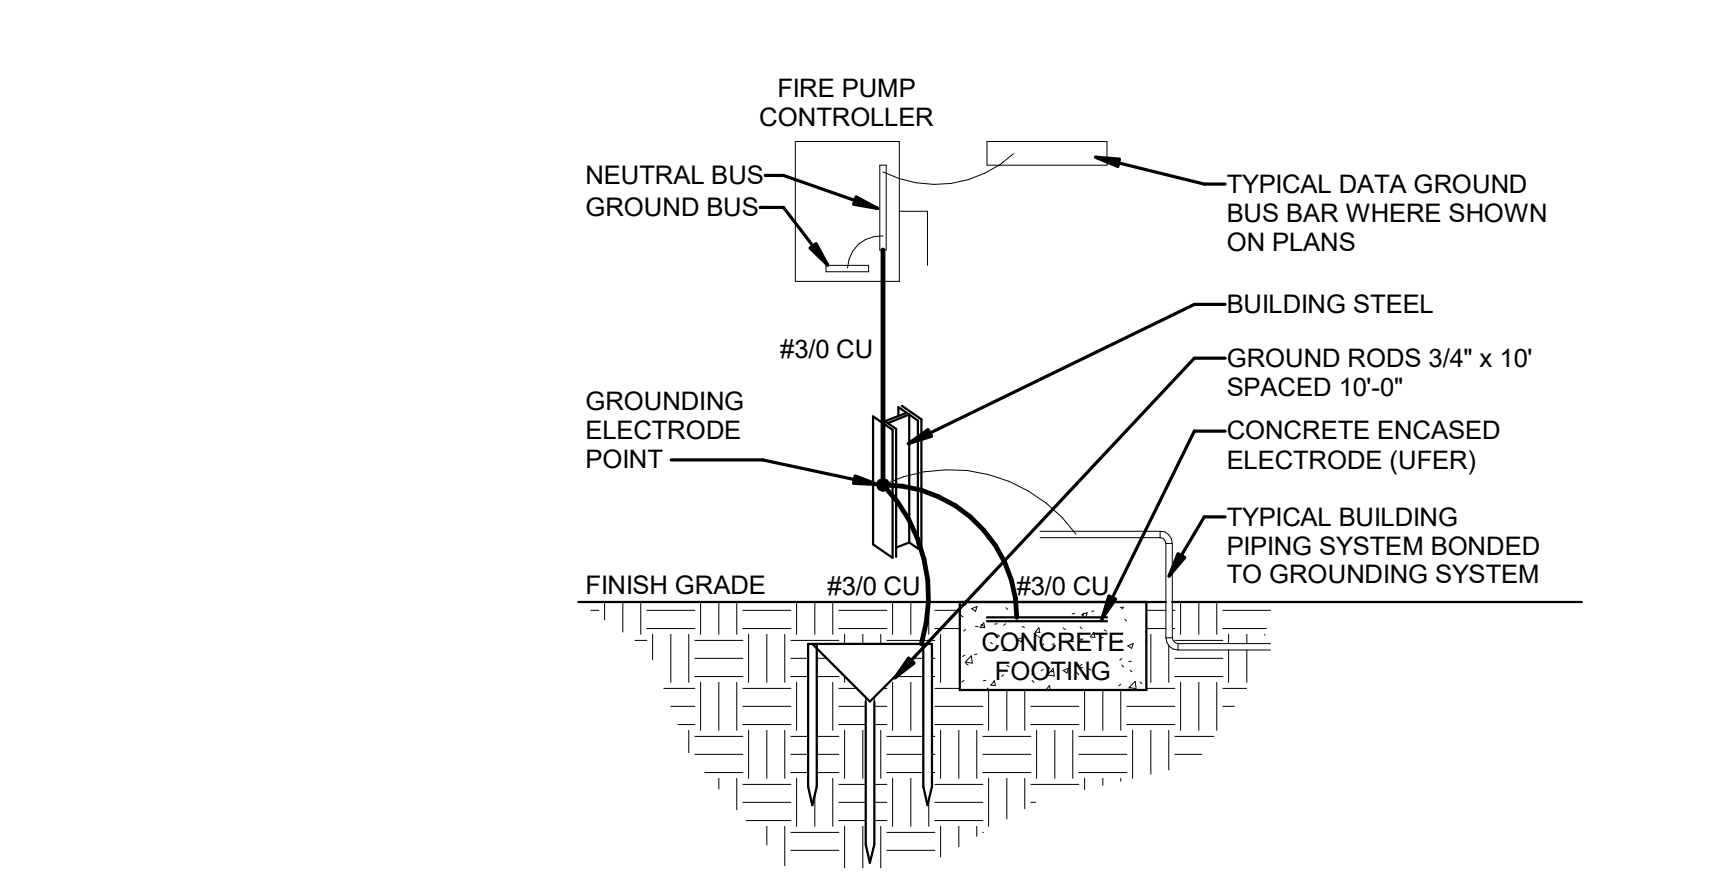 FIRE PUMP
CONTROLLER
NEUTRAL BUS
GROUND BUS
TYPICAL DATA GROUND
BUS BAR WHERE SHOWN
ON PLANS
BUILDING STEEL
#3/0 CU
GROUND RODS 3/4" x 10'
SPACED 10'-0"
GROUNDING
ELECTRODE
POINT
CONCRETE ENCASED
ELECTRODE (UFER)
TYPICAL BUILDING
PIPING SYSTEM BONDED
TO GROUNDING SYSTEM
FINISH GRADE
#3/0 CU
#3/0 CU
CONCRETE
FOOTING